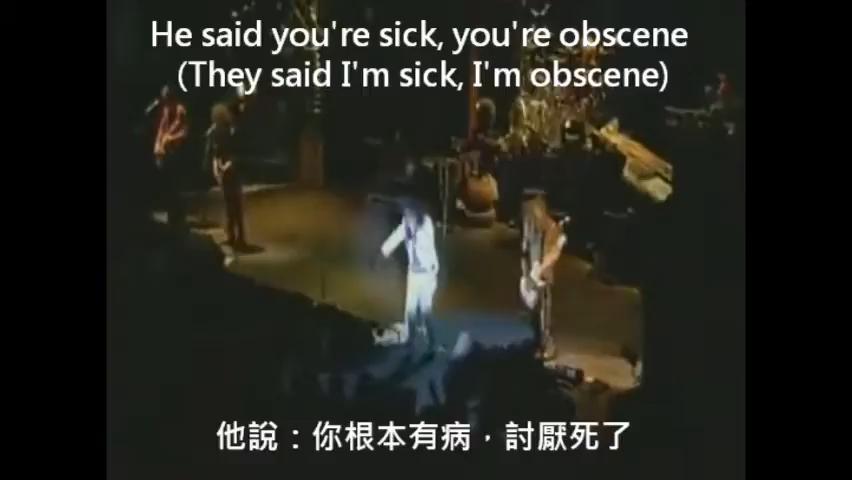 He said you're sick, you're obscene
(They said I'm sick, I'm obscene)
他說：你根本有病，討厭死了